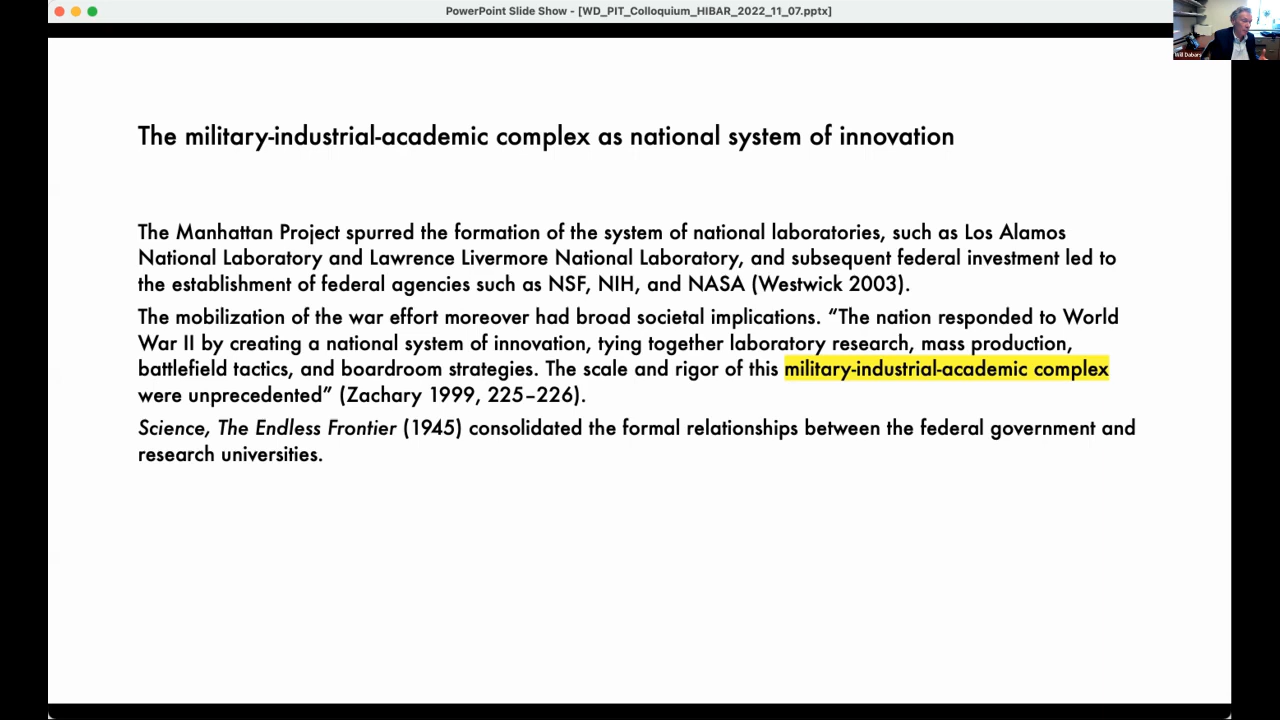 PowerPoint Slide Show - [WD_PIT_Colloquium_HIBAR_2022_11_07.pptx]
Will Dabars
The military-industrial-academic complex as national system of innovation
The Manhattan Project spurred the formation of the system of national laboratories, such as Los Alamos
National Laboratory and Lawrence Livermore National Laboratory, and subsequent federal investment led to
the establishment of federal agencies such as NSF, NIH, and NASA (Westwick 2003).
The mobilization of the war effort moreover had broad societal implications. “The nation responded to World
War II by creating a national system of innovation, tying together laboratory research, mass production,
battlefield tactics, and boardroom strategies. The scale and rigor of this military-industrial-academic complex
were unprecedented” (Zachary 1999, 225–226).
Science, The Endless Frontier (1945) consolidated the formal relationships between the federal government and
research universities.